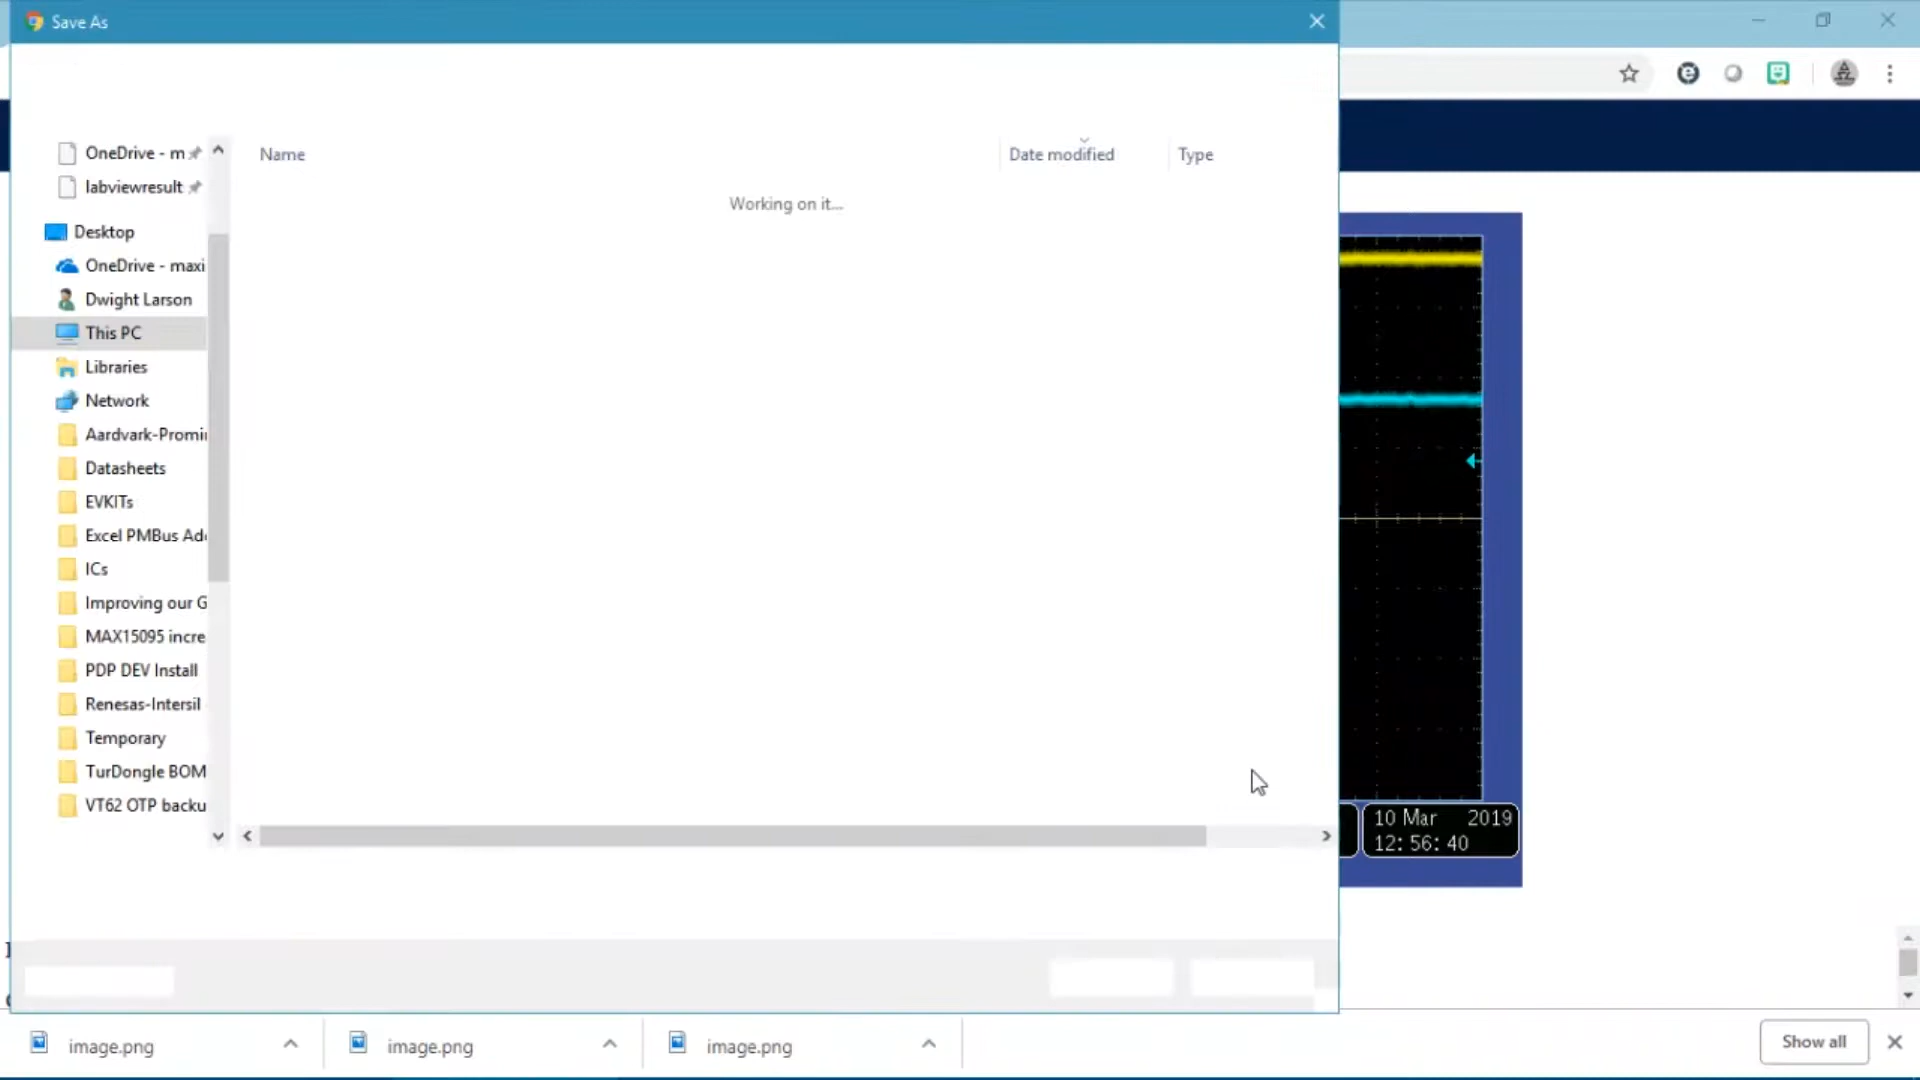 Save As
Name
Date modified
Type
Working on it...
OneDrive - m
labviewresult
Desktop
OneDrive - maxi
Dwight Larson
This PC
Libraries
Network
Aardvark-Promi
Datasheets
EVKITs
Excel PMBus Ad
ICs
Improving our G
MAX15095 incre
PDP DEV Install
Renesas-Intersil
Temporary
TurDongle BOM
VT62 OTP backu
10 Mar 2019
12:56:40
image.png
image.png
image.png
Show all